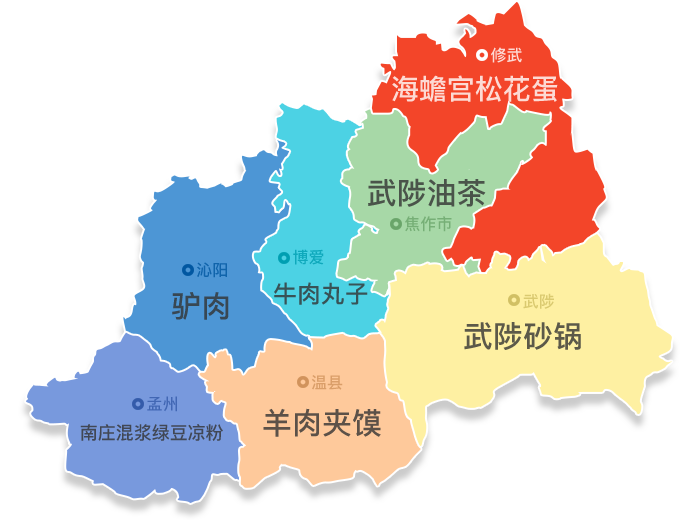 修武
海蟾宫松花蛋
武陟油茶
焦作市
博爱
沁阳
牛肉丸子
驴肉
武陟
武陟砂锅
温县
孟州
羊肉夹馍
南庄混浆绿豆凉粉